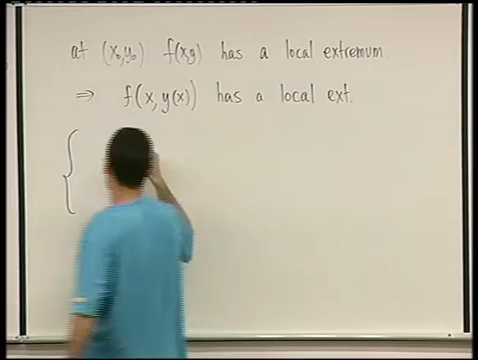 at (x₀,y₀) f(x,y) has a local extremum.
⇒ f(x, y(x)) has a local ext.
{